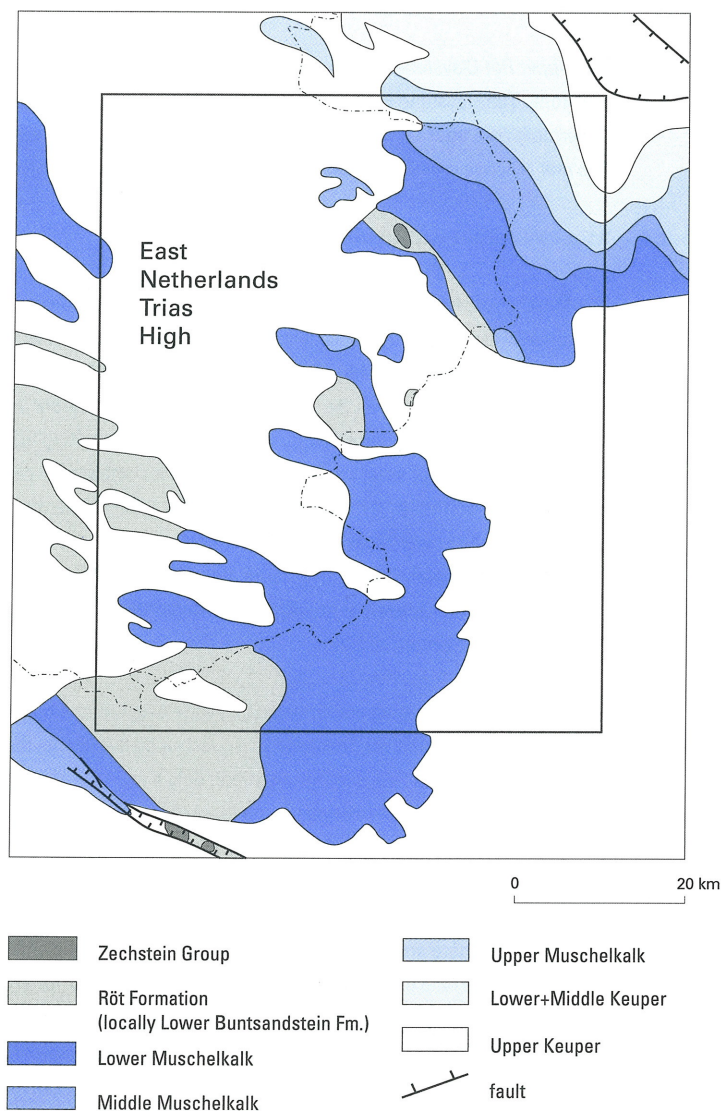 East
Netherlands
Trias
High
0 20 km
Zechstein Group
Röt Formation
(locally Lower Buntsandstein Fm.)
Lower Muschelkalk
Middle Muschelkalk
Upper Muschelkalk
Lower+Middle Keuper
Upper Keuper
fault